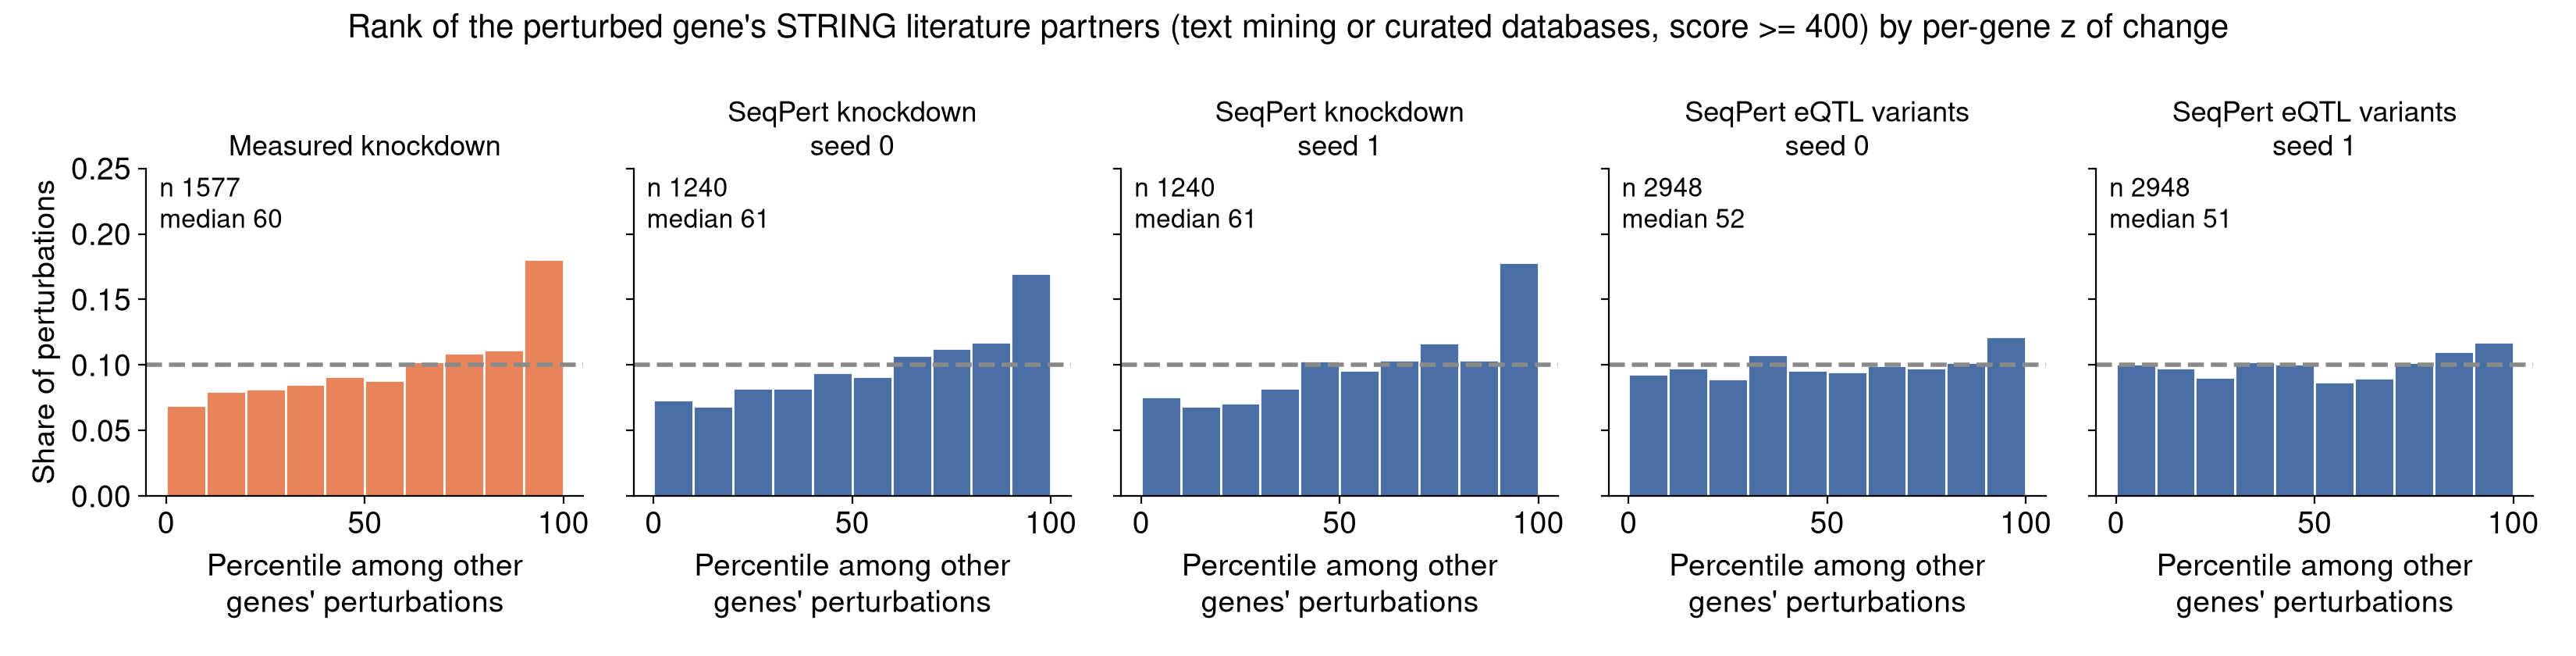 Rank of the perturbed gene's STRING literature partners (text mining or curated databases, score >= 400) by per-gene z of change
Measured knockdown
n 1577
median 60
Share of perturbations
0.25
0.20
0.15
0.10
0.05
0.00
0 50 100
Percentile among other
genes' perturbations
SeqPert knockdown
seed 0
n 1240
median 61
0 50 100
Percentile among other
genes' perturbations
SeqPert knockdown
seed 1
n 1240
median 61
0 50 100
Percentile among other
genes' perturbations
SeqPert eQTL variants
seed 0
n 2948
median 52
0 50 100
Percentile among other
genes' perturbations
SeqPert eQTL variants
seed 1
n 2948
median 51
0 50 100
Percentile among other
genes' perturbations